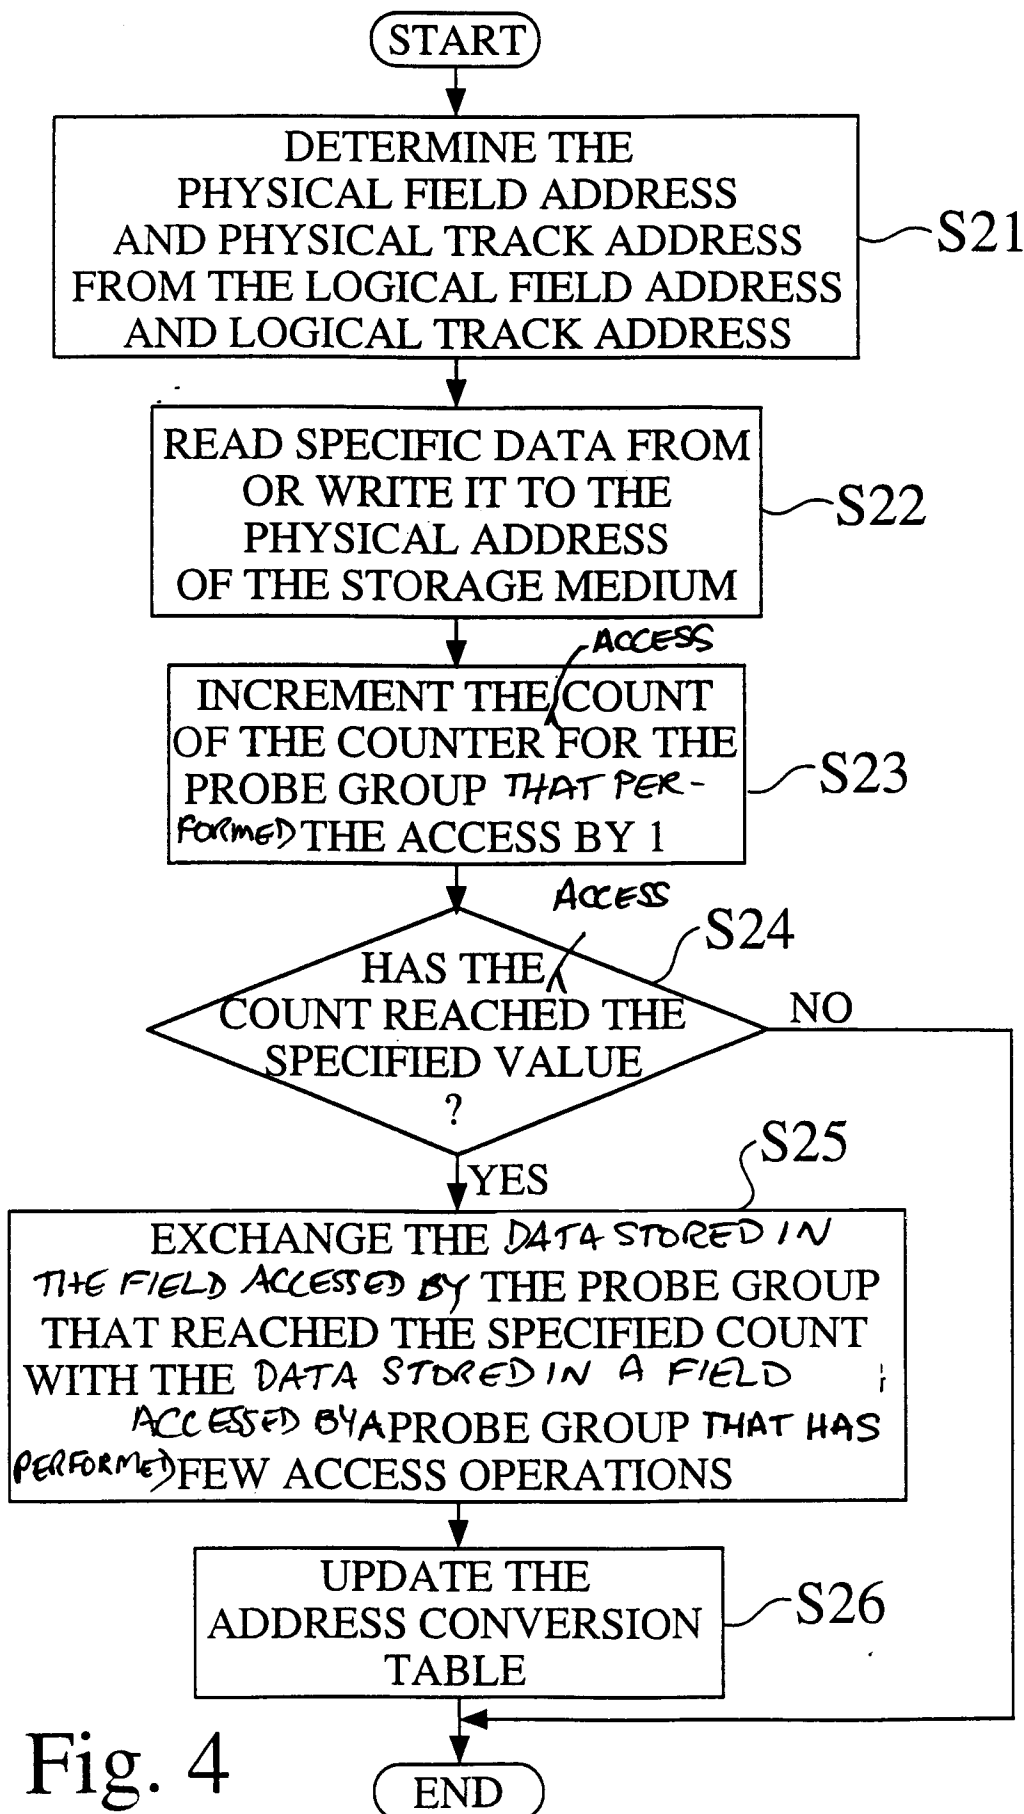 START
DETERMINE THE
PHYSICAL FIELD ADDRESS
AND PHYSICAL TRACK ADDRESS
FROM THE LOGICAL FIELD ADDRESS
AND LOGICAL TRACK ADDRESS
S21
READ SPECIFIC DATA FROM
OR WRITE IT TO THE
PHYSICAL ADDRESS
OF THE STORAGE MEDIUM
S22
ACCESS
INCREMENT THE COUNT
OF THE COUNTER FOR THE
PROBE GROUP THAT PER-
FORMED THE ACCESS BY 1
S23
ACCESS
HAS THE
COUNT REACHED THE
SPECIFIED VALUE
?
S24
NO
YES
S25
EXCHANGE THE DATA STORED IN
THE FIELD ACCESSED BY THE PROBE GROUP
THAT REACHED THE SPECIFIED COUNT
WITH THE DATA STORED IN A FIELD
ACCESSED BY A PROBE GROUP THAT HAS
PERFORMED FEW ACCESS OPERATIONS
UPDATE THE
ADDRESS CONVERSION
TABLE
S26
END
Fig. 4